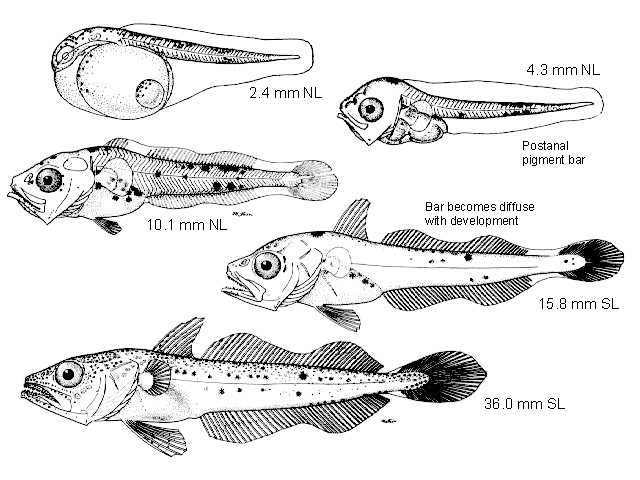 2.4 mm NL
4.3 mm NL
Postanal
pigment bar
10.1 mm NL
Bar becomes diffuse
with development
15.8 mm SL
36.0 mm SL